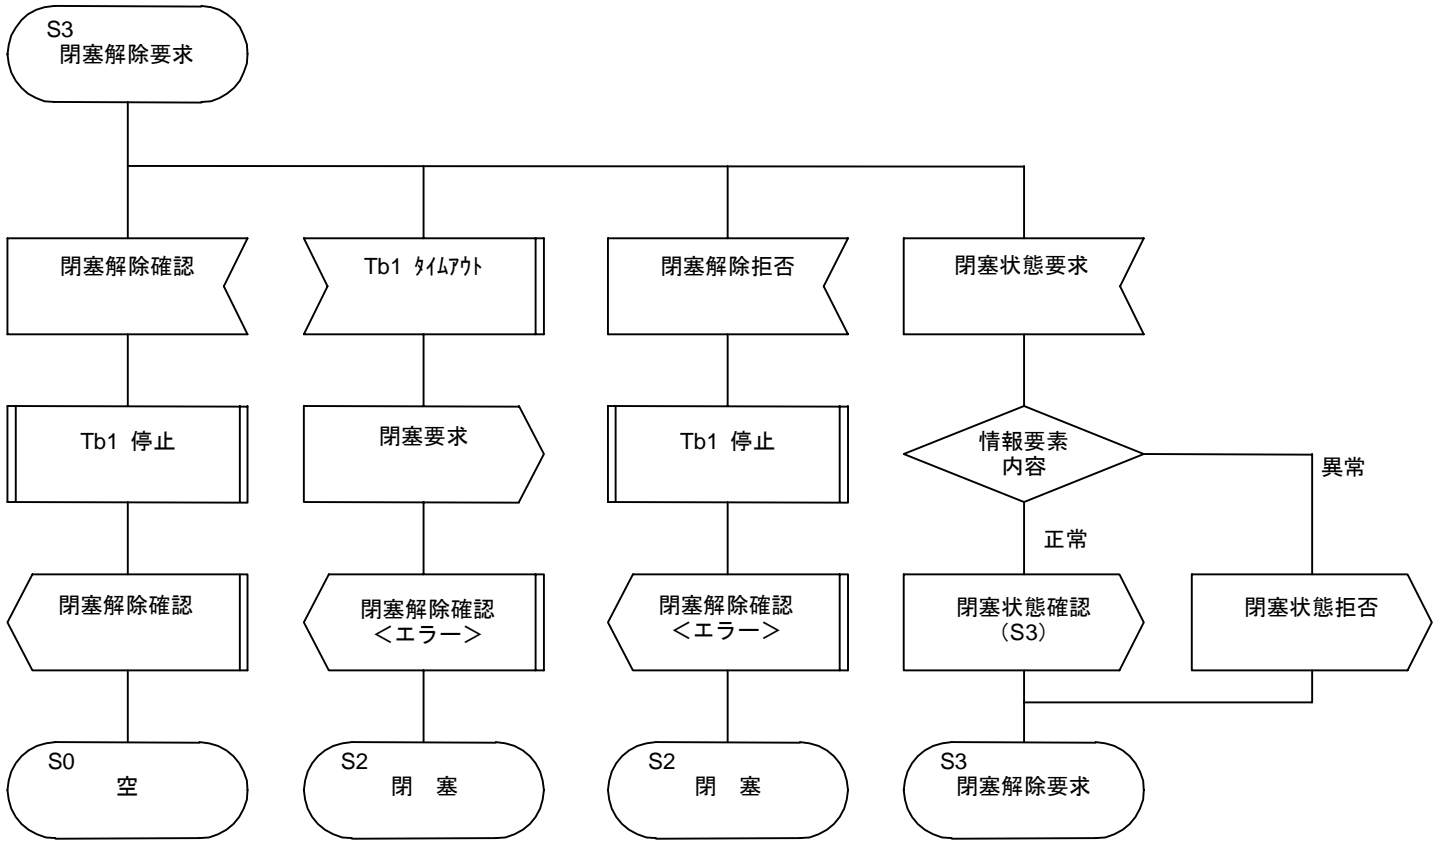 S3
閉塞解除要求
閉塞解除確認
Tb1 ﾀｲﾑｱｳﾄ
閉塞解除拒否
閉塞状態要求
Tb1 停止
閉塞要求
Tb1 停止
情報要素
内容
異常
正常
閉塞解除確認
閉塞解除確認
＜エラー＞
閉塞解除確認
＜エラー＞
閉塞状態確認
（S3）
閉塞状態拒否
S0
空
S2
閉　塞
S2
閉　塞
S3
閉塞解除要求